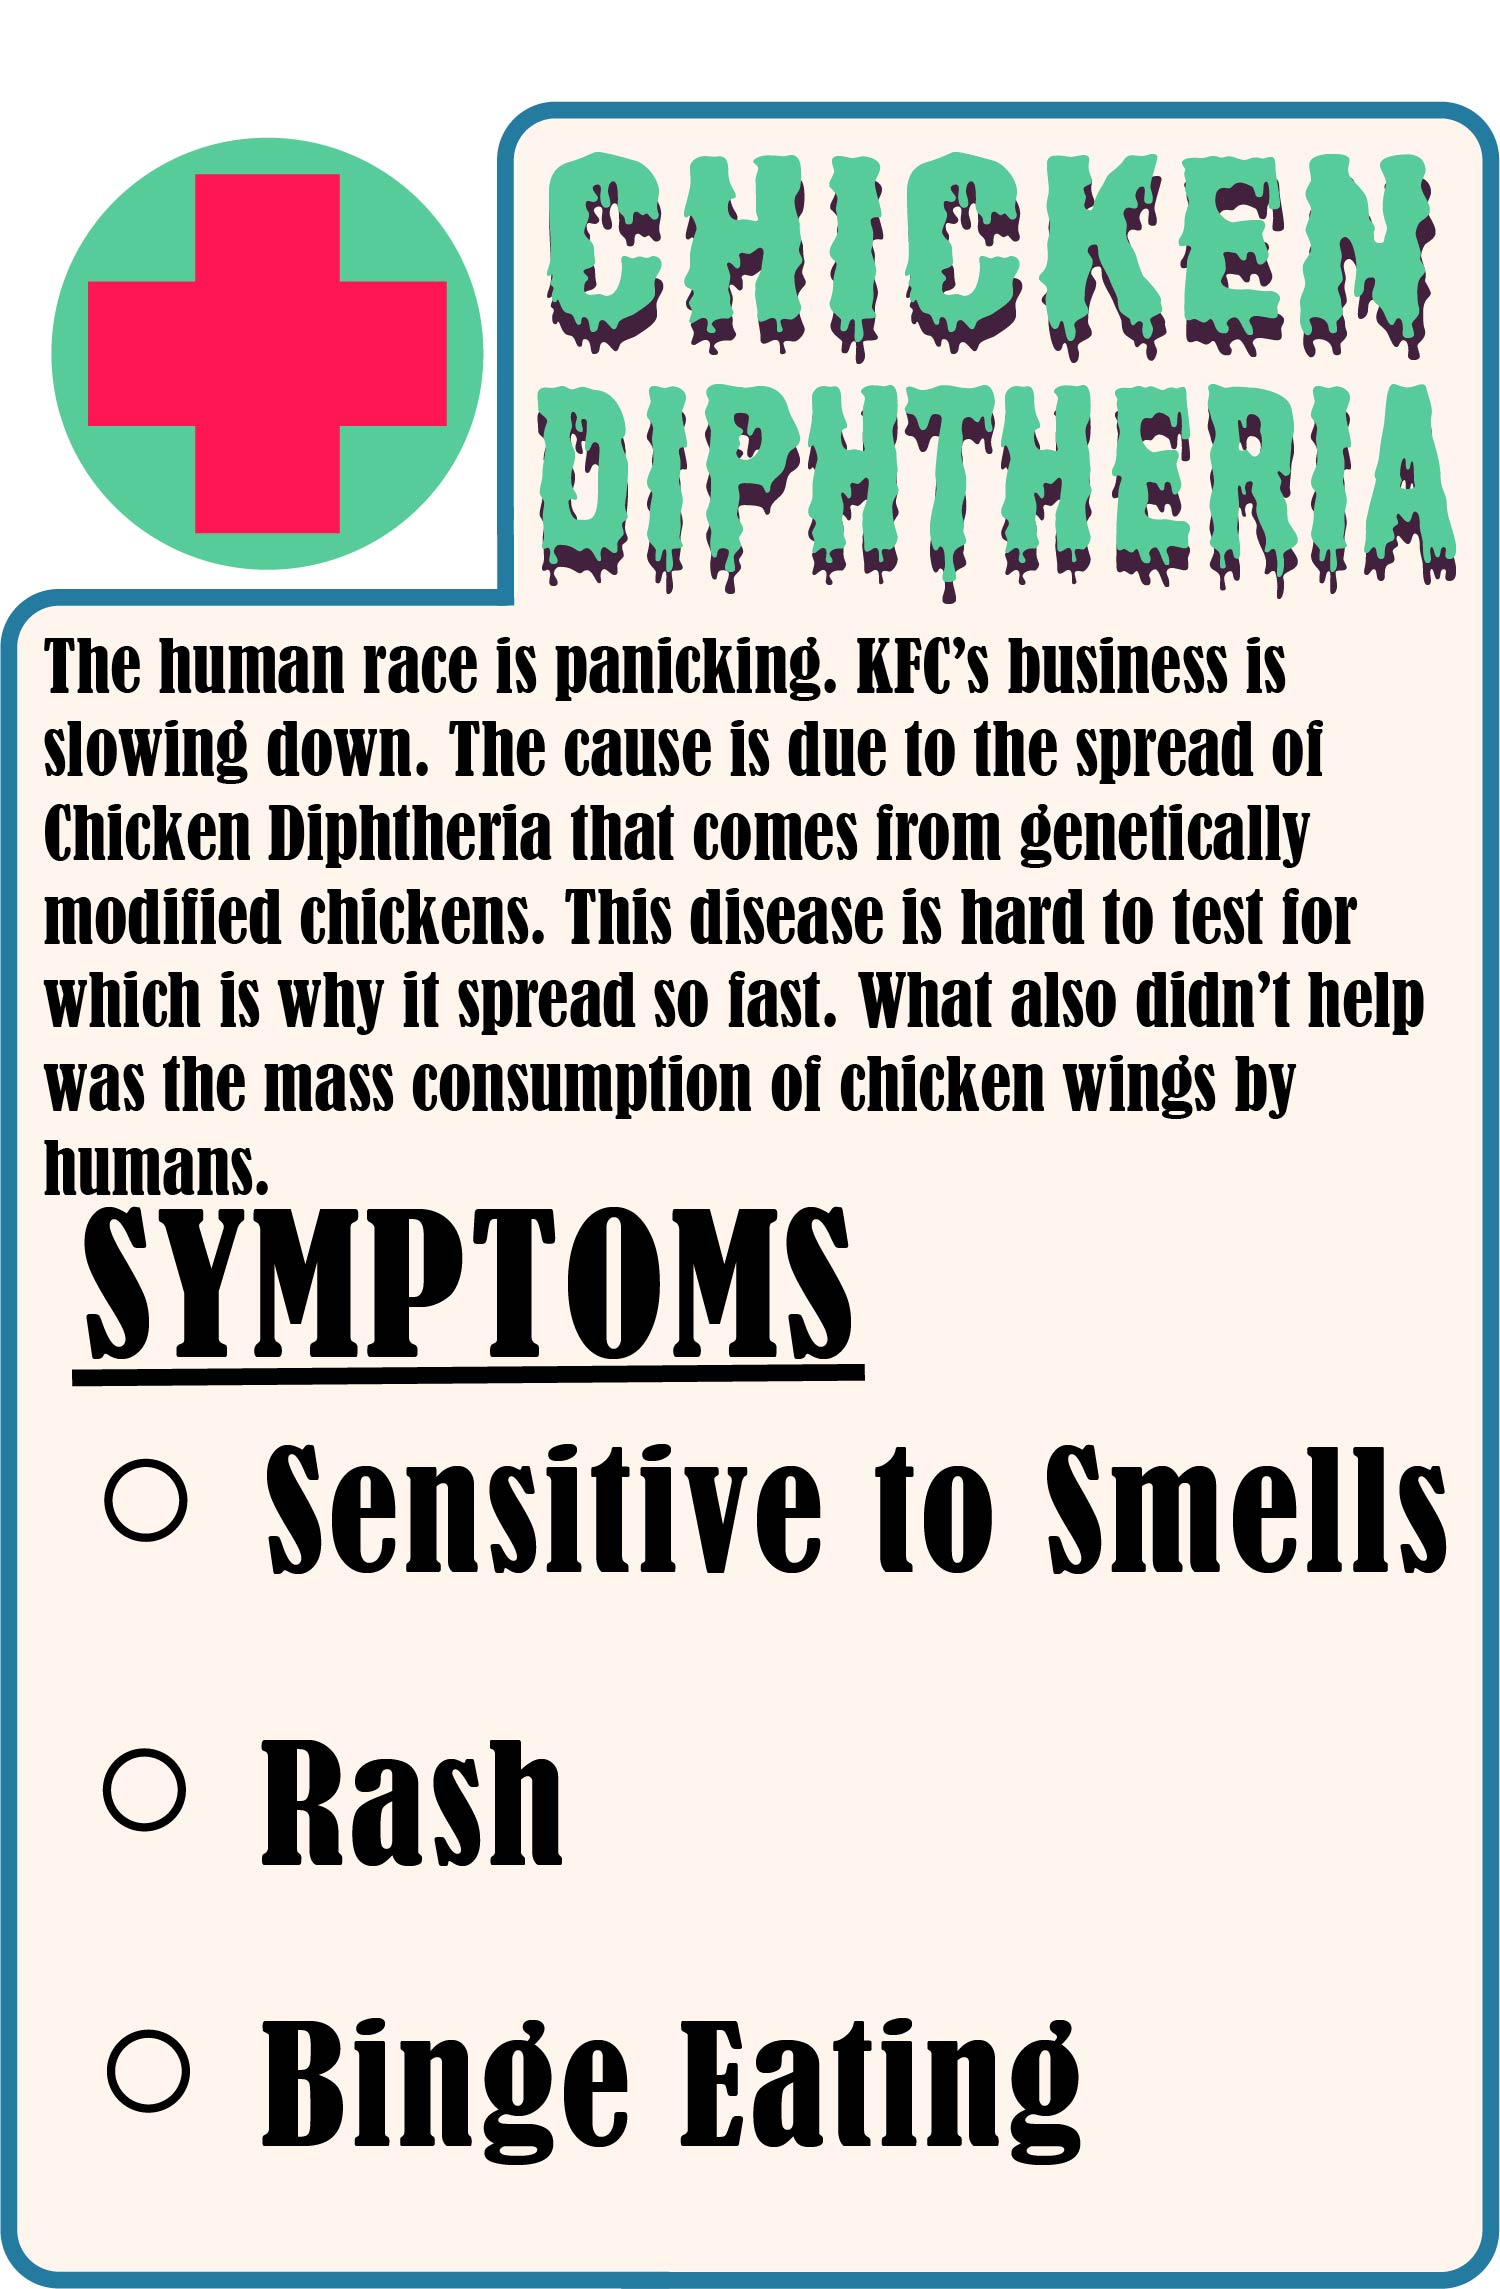 CHICKEN
DIPHTHERIA
The human race is panicking. KFC’s business is
slowing down. The cause is due to the spread of
Chicken Diphtheria that comes from genetically
modified chickens. This disease is hard to test for
which is why it spread so fast. What also didn’t help
was the mass consumption of chicken wings by
humans.
SYMPTOMS
Sensitive to Smells
Rash
Binge Eating